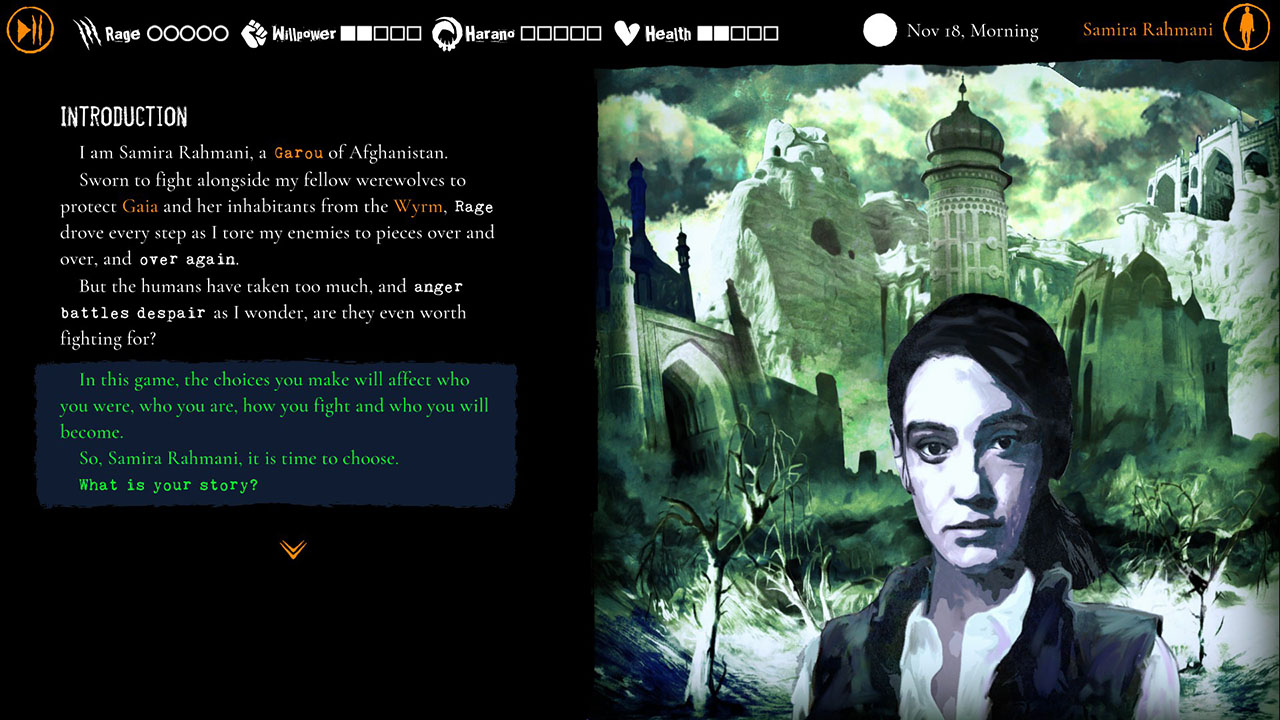 Rage Willpower Harano Health Nov 18, Morning Samira Rahmani
INTRODUCTION
I am Samira Rahmani, a Garou of Afghanistan.
Sworn to fight alongside my fellow werewolves to
protect Gaia and her inhabitants from the Wyrm, Rage
drove every step as I tore my enemies to pieces over and
over, and over again.
But the humans have taken too much, and anger
battles despair as I wonder, are they even worth
fighting for?
In this game, the choices you make will affect who
you were, who you are, how you fight and who you will
become.
So, Samira Rahmani, it is time to choose.
What is your story?